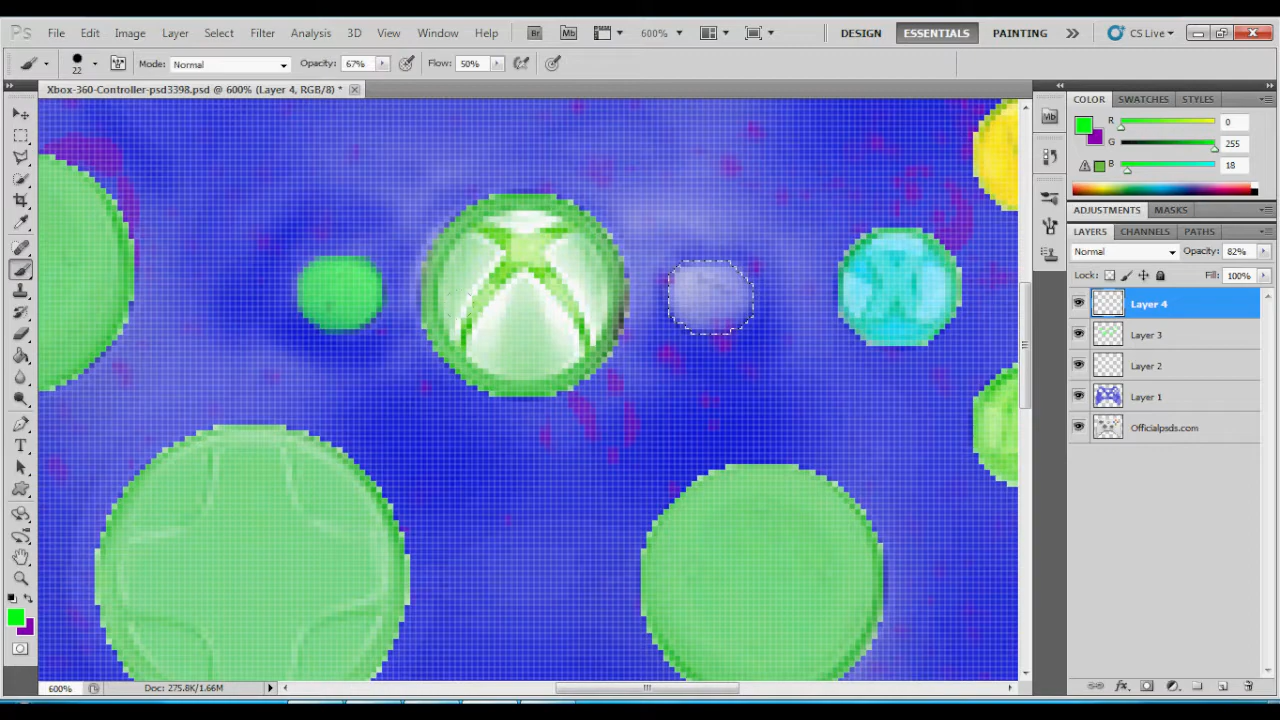 Ps File Edit Image Layer Select Filter Analysis 3D View Window Help Br Mb 600% DESIGN ESSENTIALS PAINTING CS Live
22 Mode: Normal Opacity: 67% Flow: 50%
Xbox-360-Controller-psd3398.psd @ 600% (Layer 4, RGB/8) *
Mb
COLOR SWATCHES STYLES
R 0
G 255
B 18
ADJUSTMENTS MASKS
LAYERS CHANNELS PATHS
Normal Opacity: 82%
Lock: Fill: 100%
Layer 4
Layer 3
Layer 2
Layer 1
Officialpsds.com
T
600% Doc: 275.8K/1.66M
fx